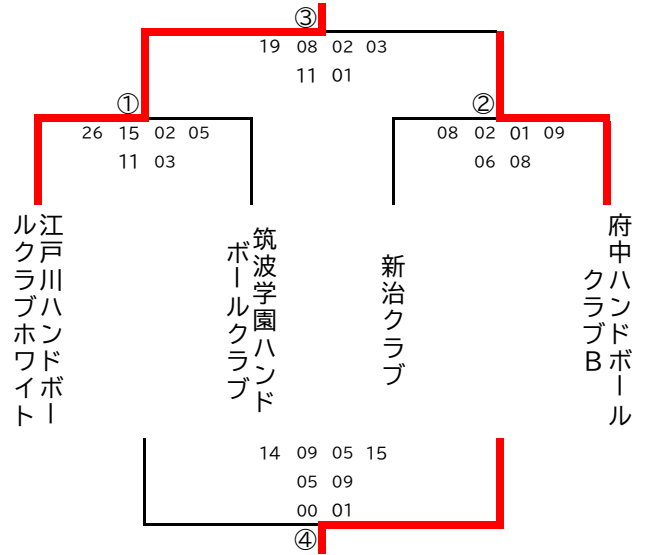 ③
19 08 02 03
11 01
① ②
26 15 02 05
11 03
08 02 01 09
06 08
江戸川ハンドボー
ルクラブホワイト
筑波学園ハンド
ボールクラブ
新治クラブ
府中ハンドボール
クラブB
14 09 05 15
05 09
00 01
④